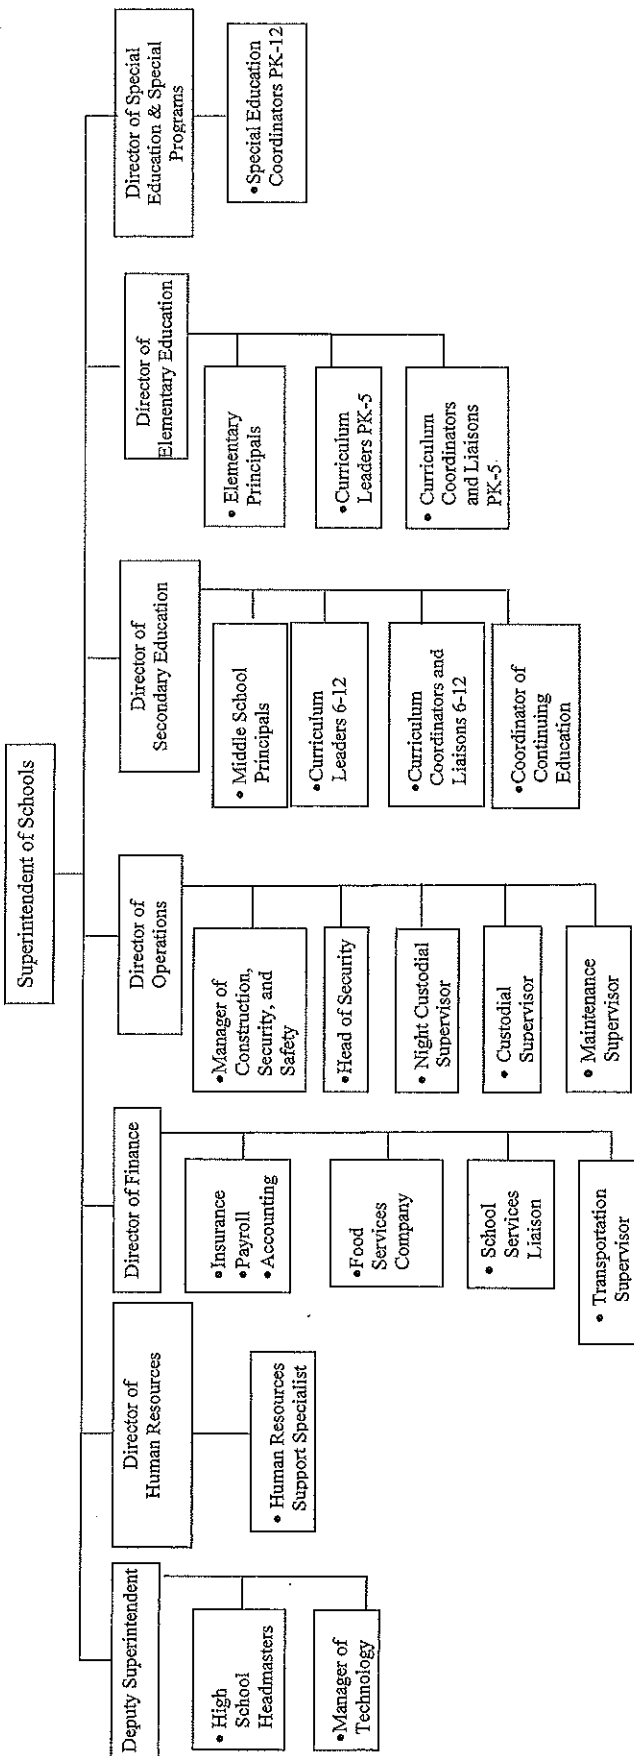 Superintendent of Schools
Deputy Superintendent
• High
School
Headmasters
•Manager of
Technology
Director of
Human Resources
• Human Resources
Support Specialist
Director of Finance
•Insurance
•Payroll
•Accounting
•Food
Services
Company
• School
Services
Liaison
• Transportation
Supervisor
Director of
Operations
•Manager of
Construction,
Security, and
Safety
•Head of Security
• Night Custodial
Supervisor
• Custodial
Supervisor
• Maintenance
Supervisor
Director of
Secondary Education
• Middle School
Principals
•Curriculum
Leaders 6-12
•Curriculum
Coordinators and
Liaisons 6-12
•Coordinator of
Continuing
Education
Director of
Elementary Education
• Elementary
Principals
•Curriculum
Leaders PK-5
• Curriculum
Coordinators
and Liaisons
PK-5
Director of Special
Education & Special
Programs
•Special Education
Coordinators PK-12